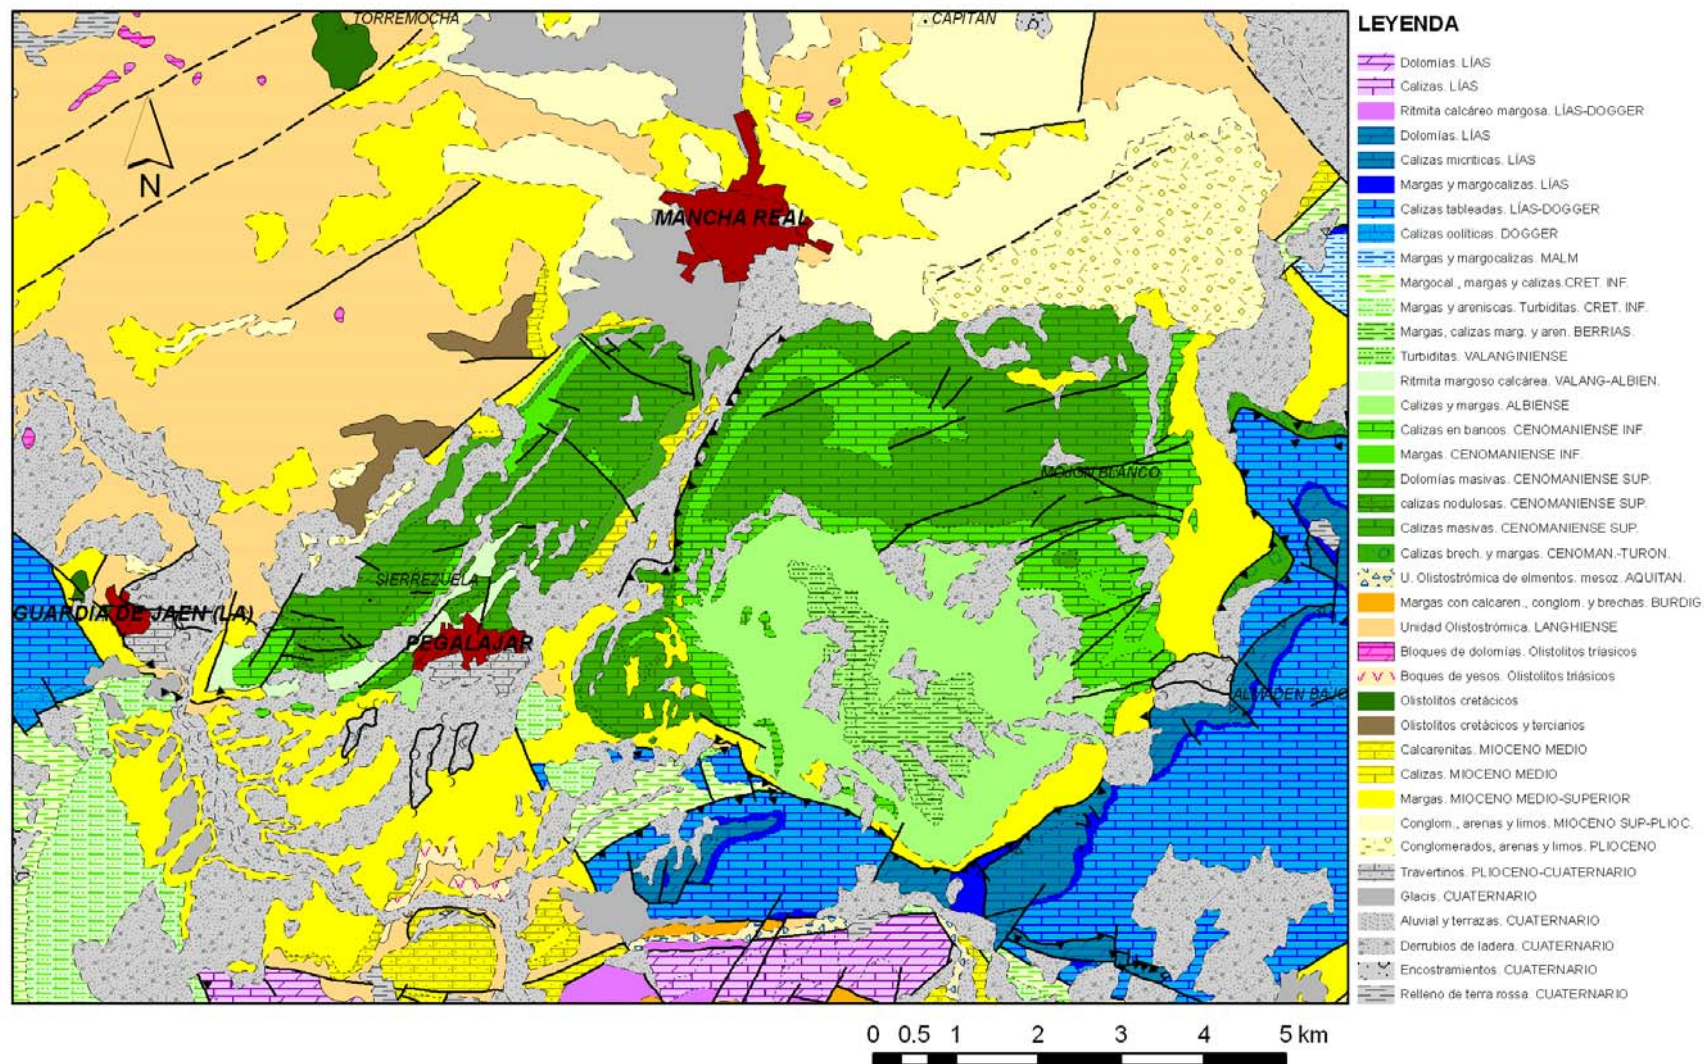 TORREMOCHA
CAPITÁN
N
MANCHA REAL
MOJÓN BLANCO
SIERREZUELA
GUARDIA DE JAEN (LA)
PEGALAJAR
ALMADEN BAJO
LEYENDA
Dolomías. LÍAS
Calizas. LÍAS
Ritmita calcáreo margosa. LÍAS-DOGGER
Dolomías. LÍAS
Calizas micríticas. LÍAS
Margas y margocalizas. LÍAS
Calizas tableadas. LÍAS-DOGGER
Calizas oolíticas. DOGGER
Margas y margocalizas. MALM
Margocal., margas y calizas.CRET. INF.
Margas y areniscas. Turbiditas. CRET. INF.
Margas, calizas marg. y aren. BERRIAS.
Turbiditas. VALANGINIENSE
Ritmita margoso calcárea. VALANG-ALBIEN.
Calizas y margas. ALBIENSE
Calizas en bancos. CENOMANIENSE INF.
Margas. CENOMANIENSE INF.
Dolomías masivas. CENOMANIENSE SUP.
calizas nodulosas. CENOMANIENSE SUP.
Calizas masivas. CENOMANIENSE SUP.
Calizas brech. y margas. CENOMAN.-TURON.
U. Olistostrómica de elmentos. mesoz. AQUITAN.
Margas con calcaren., conglom. y brechas. BURDIG
Unidad Olistostrómica. LANGHIENSE
Bloques de dolomías. Olistolitos tríasicos
Boques de yesos. Olistolitos triásicos
Olistolitos cretácicos
Olistolitos cretácicos y terciarios
Calcarenitas. MIOCENO MEDIO
Calizas. MIOCENO MEDIO
Margas. MIOCENO MEDIO-SUPERIOR
Conglom., arenas y limos. MIOCENO SUP-PLIOC.
Conglomerados, arenas y limos. PLIOCENO
Travertinos. PLIOCENO-CUATERNARIO
Glacis. CUATERNARIO
Aluvial y terrazas. CUATERNARIO
Derrubios de ladera. CUATERNARIO
Encostramientos. CUATERNARIO
Relleno de terra rossa. CUATERNARIO
0 0.5 1 2 3 4 5 km